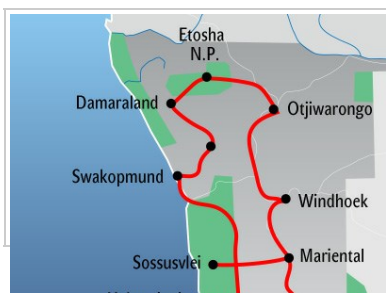 Etosha
N.P.
Damaraland
Otjiwarongo
Swakopmund
Windhoek
Mariental
Sossusvlei